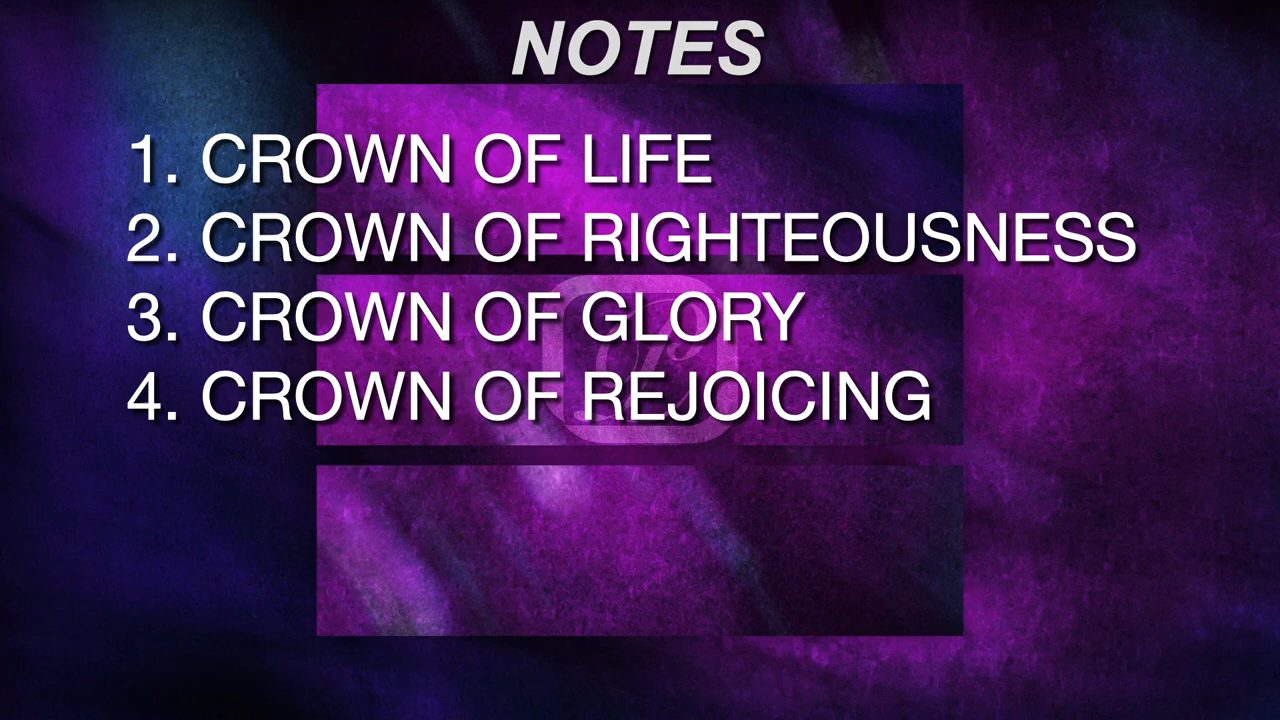 NOTES
1. CROWN OF LIFE
2. CROWN OF RIGHTEOUSNESS
3. CROWN OF GLORY
4. CROWN OF REJOICING